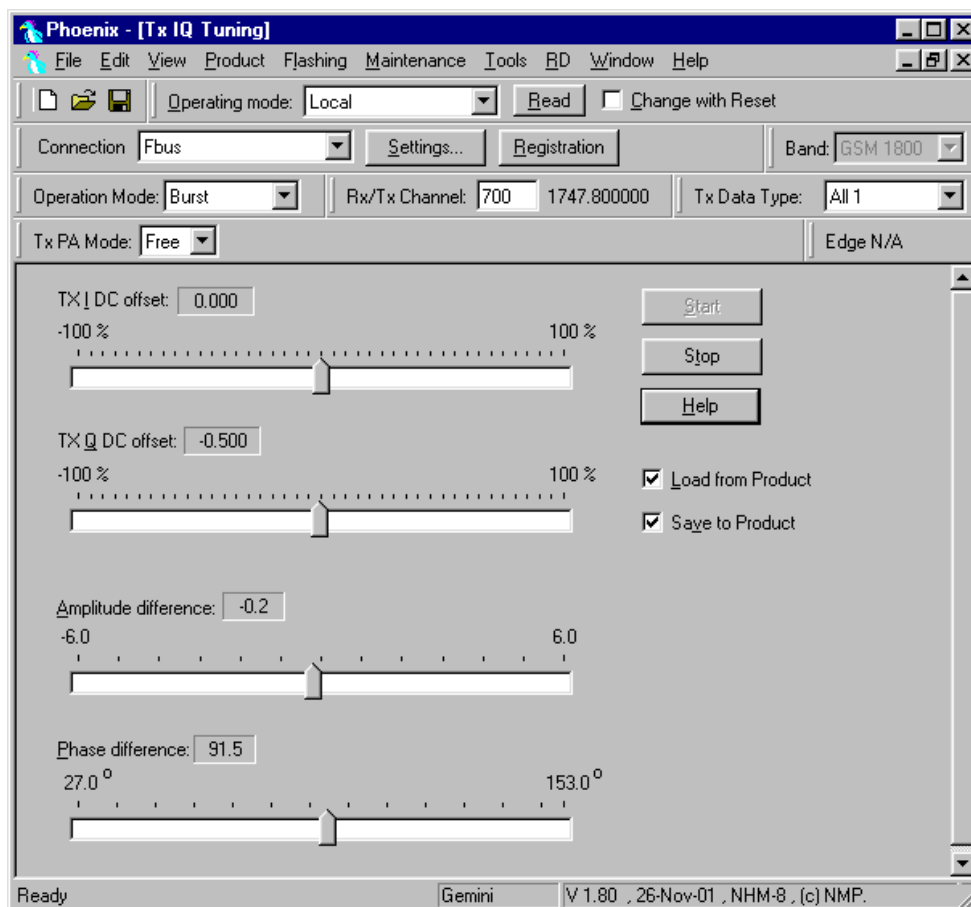 Phoenix - [Tx IQ Tuning]
File Edit View Product Flashing Maintenance Tools RD Window Help
Operating mode: Local Read Change with Reset
Connection Fbus Settings... Registration Band: GSM 1800
Operation Mode: Burst Rx/Tx Channel: 700 1747.800000 Tx Data Type: All 1
Tx PA Mode: Free Edge N/A
TX I DC offset: 0.000
-100 % 100 %
Start
Stop
Help
TX Q DC offset: -0.500
-100 % 100 %
Load from Product
Save to Product
Amplitude difference: -0.2
-6.0 6.0
Phase difference: 91.5
27.0 o 153.0 o
Ready Gemini V 1.80 , 26-Nov-01 , NHM-8 , (c) NMP.